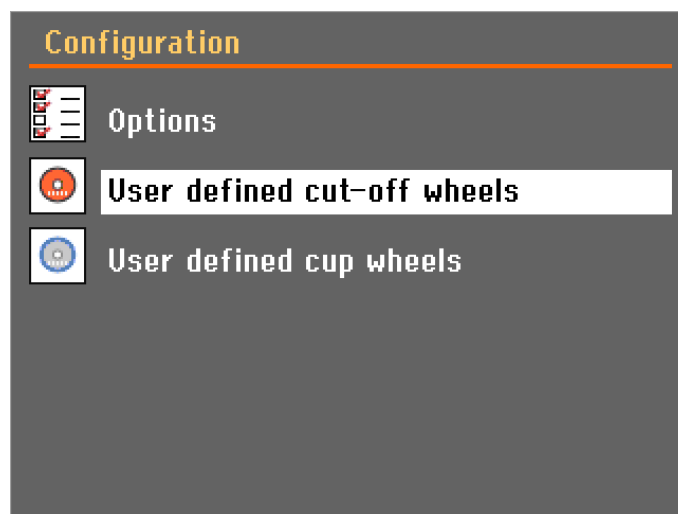 Configuration
Options
User defined cut-off wheels
User defined cup wheels